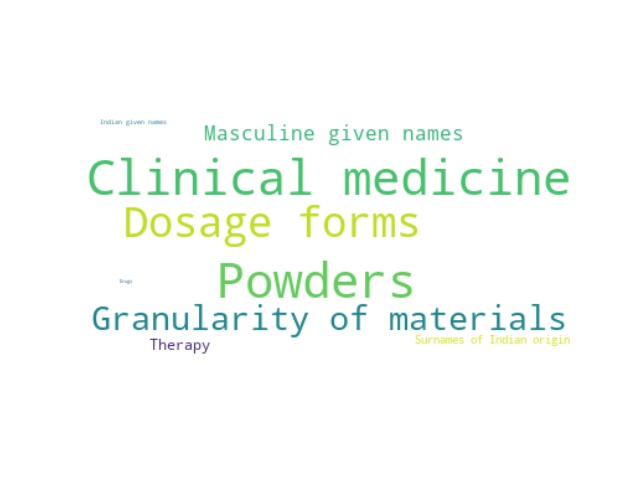 Indian given names
Masculine given names
Clinical medicine
Dosage forms
Drugs
Powders
Granularity of materials
Surnames of Indian origin
Therapy